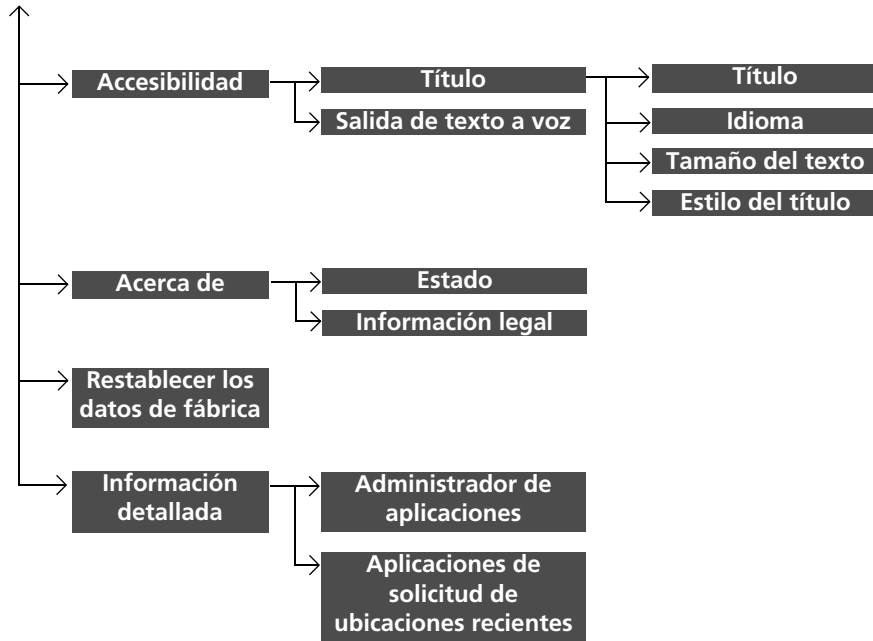 Accesibilidad
Título
Título
Salida de texto a voz
Idioma
Tamaño del texto
Estilo del título
Acerca de
Estado
Información legal
Restablecer los
datos de fábrica
Información
detallada
Administrador de
aplicaciones
Aplicaciones de
solicitud de
ubicaciones recientes